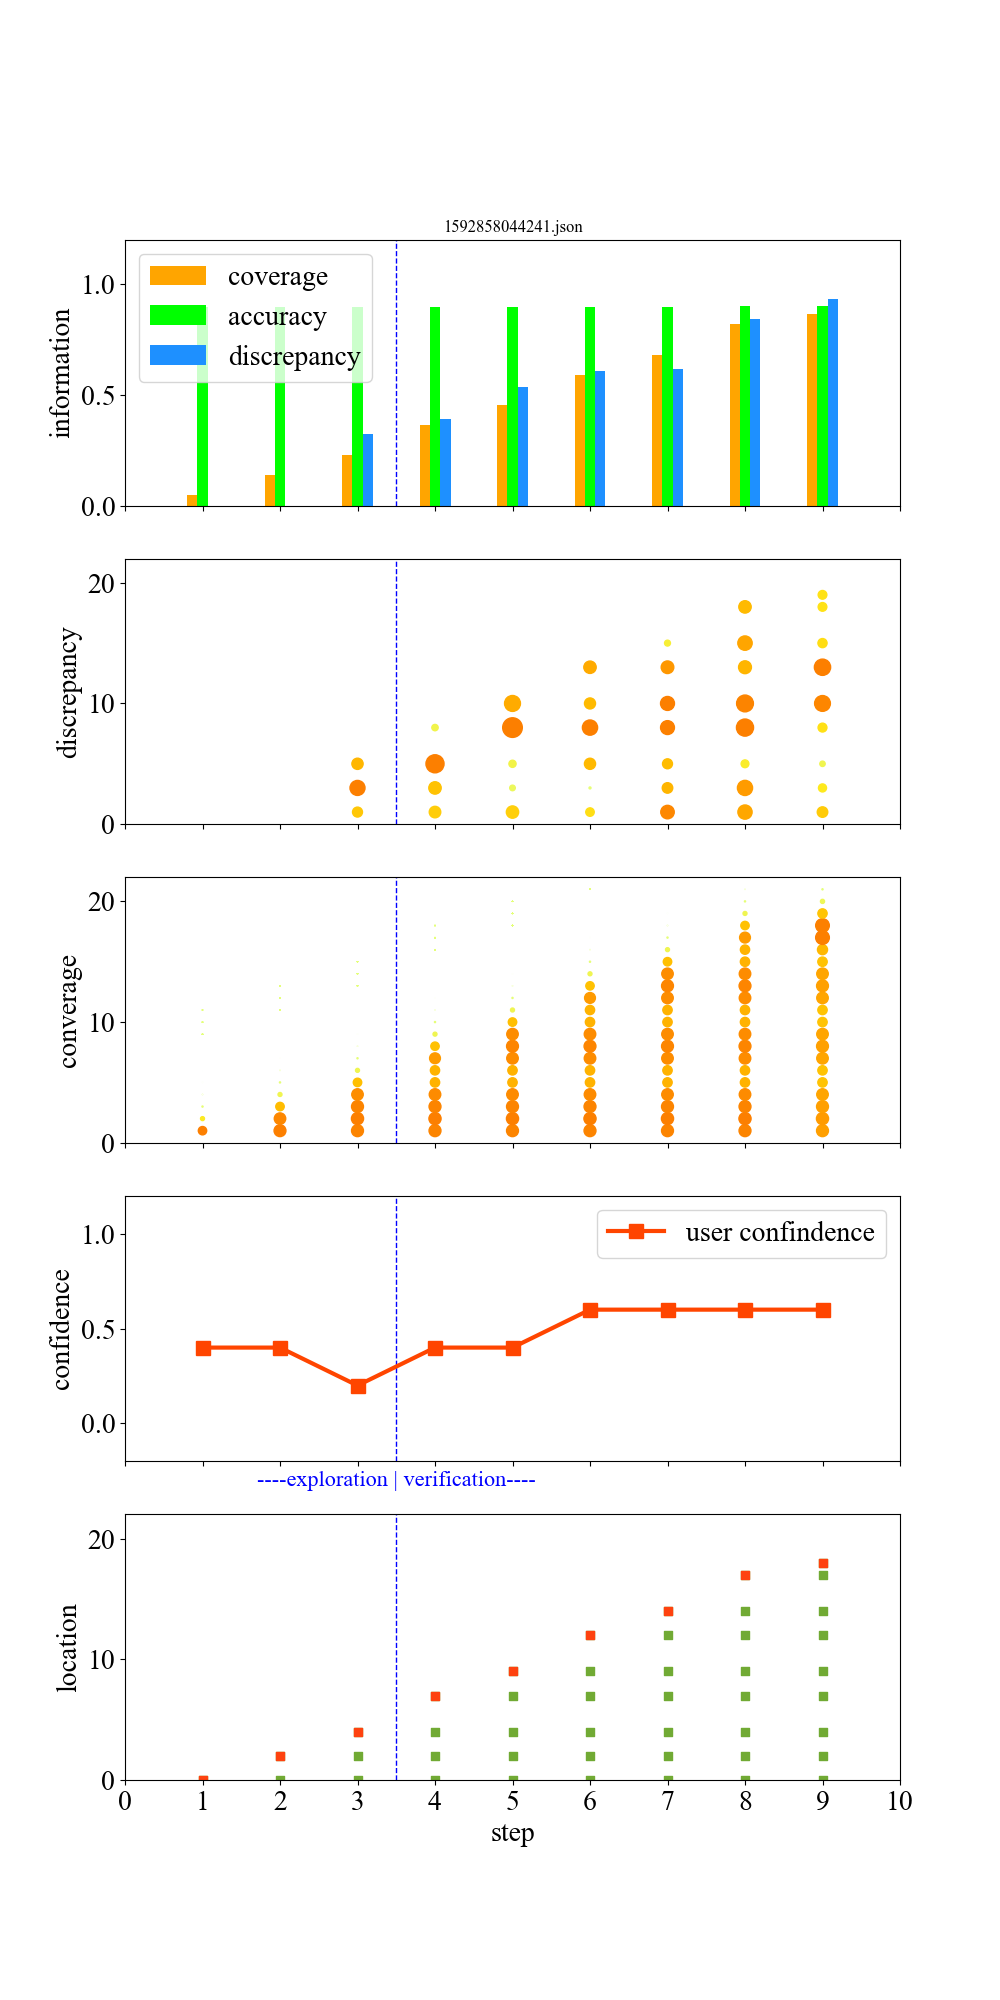 1592858044241.json
1.0
0.5
0.0
information
coverage
accuracy
discrepancy
20
10
0
discrepancy
20
10
0
converage
1.0
0.5
0.0
confidence
user confindence
----exploration | verification----
20
10
0
location
0 1 2 3 4 5 6 7 8 9 10
step